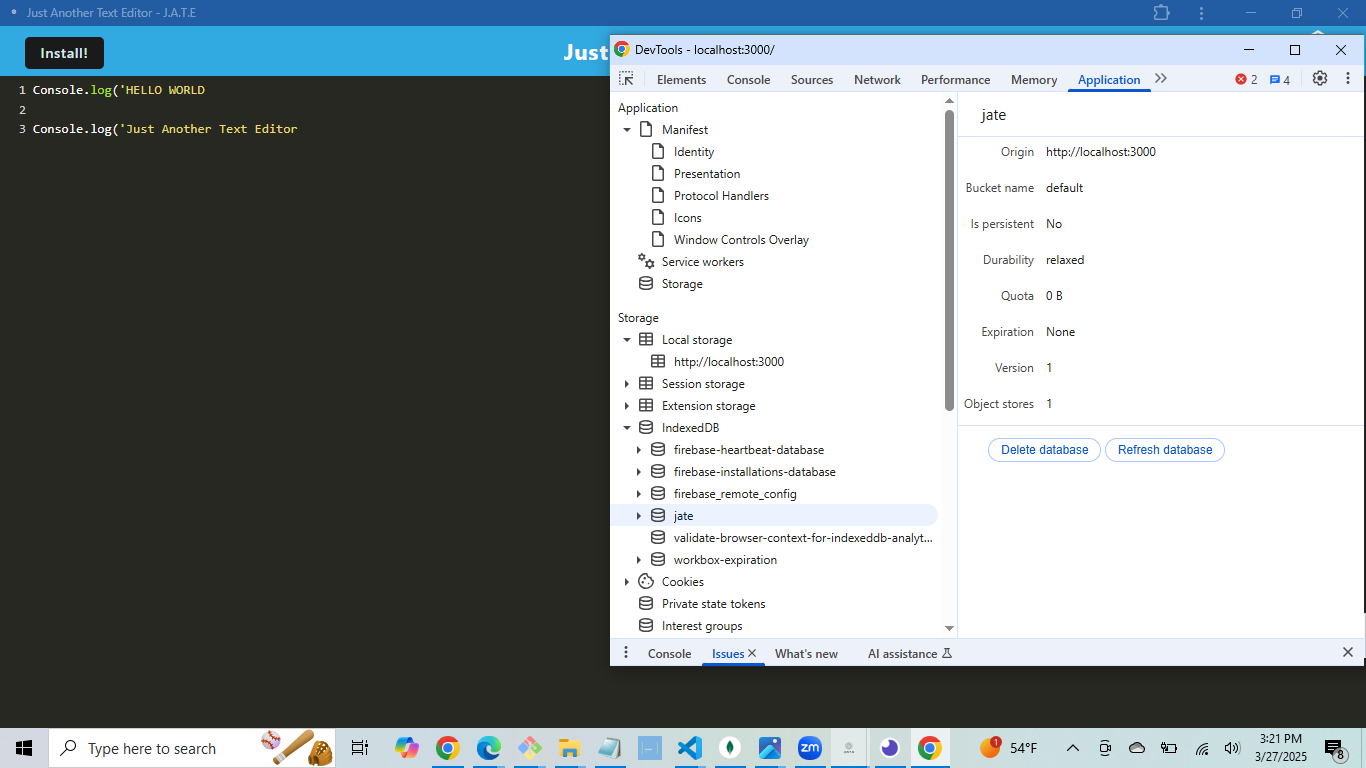 Just Another Text Editor - J.A.T.E
Install!
Just
1 Console.log('HELLO WORLD
2
3 Console.log('Just Another Text Editor
DevTools - localhost:3000/
Elements Console Sources Network Performance Memory Application 2 4
Application
Manifest
Identity
Presentation
Protocol Handlers
Icons
Window Controls Overlay
Service workers
Storage
Storage
Local storage
http://localhost:3000
Session storage
Extension storage
IndexedDB
firebase-heartbeat-database
firebase-installations-database
firebase_remote_config
jate
validate-browser-context-for-indexeddb-analyt...
workbox-expiration
Cookies
Private state tokens
Interest groups
jate
Origin http://localhost:3000
Bucket name default
Is persistent No
Durability relaxed
Quota 0 B
Expiration None
Version 1
Object stores 1
Delete database Refresh database
Console Issues What's new AI assistance
Type here to search
zm
1 54°F
3:21 PM
3/27/2025
8